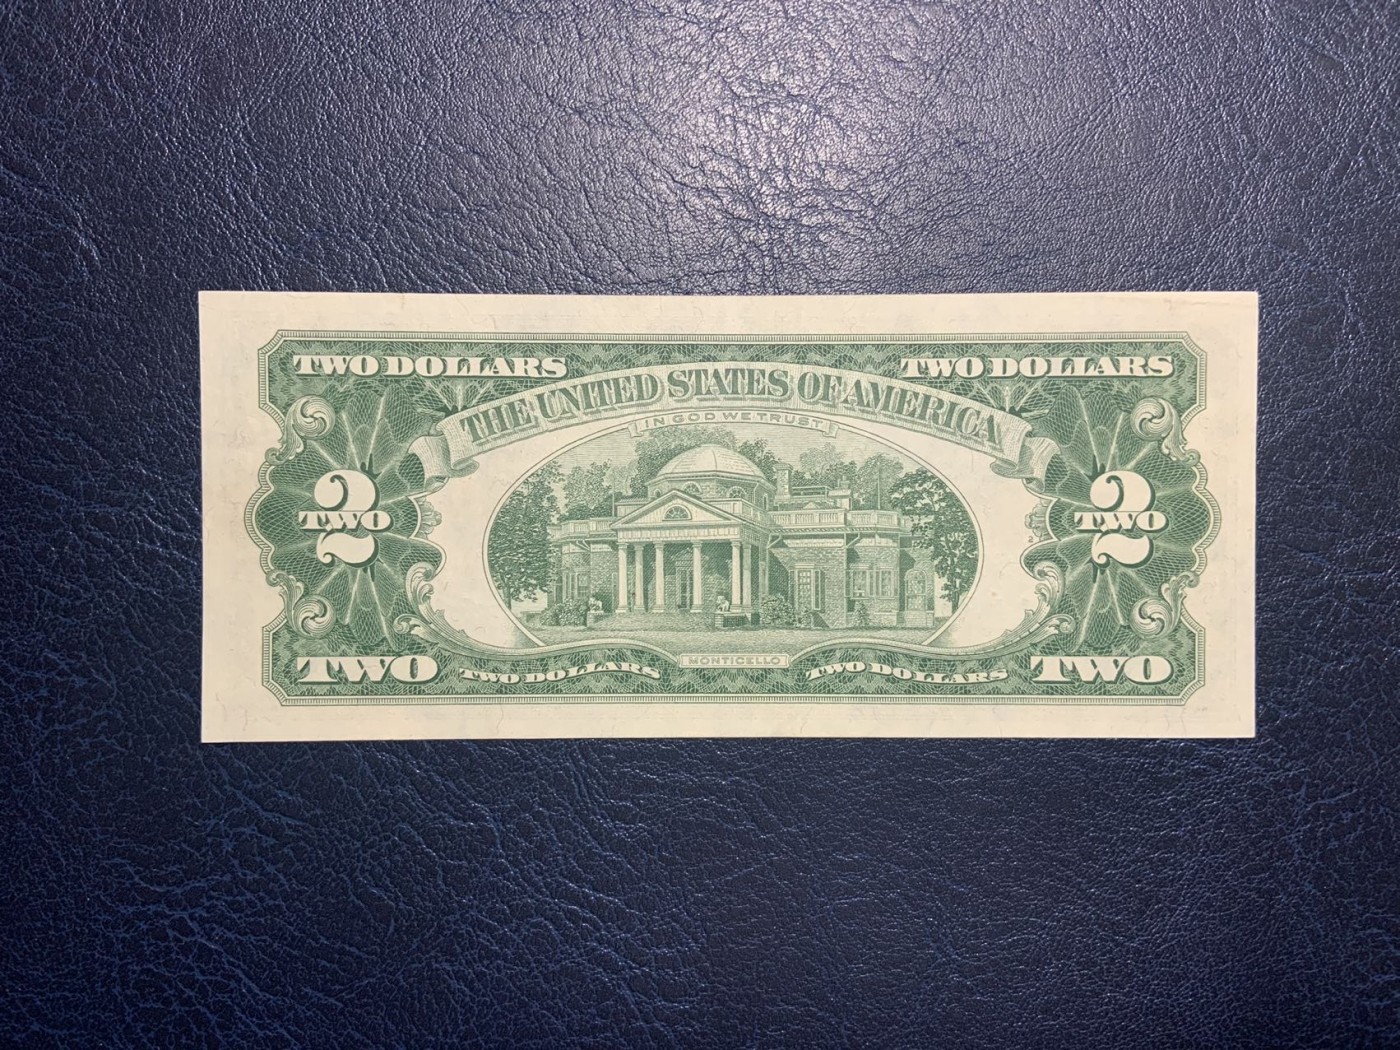 TWO DOLLARS
TWO DOLLARS
THE UNITED STATES OF AMERICA
IN GOD WE TRUST
2
TWO
2
TWO
TWO
TWO DOLLARS
MONTICELLO
TWO DOLLARS
TWO